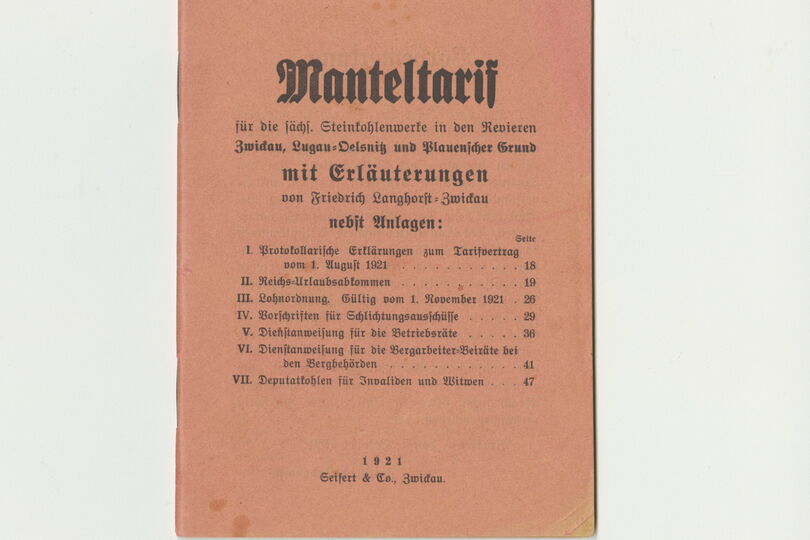 Manteltarif
für die sächs. Steinkohlenwerke in den Revieren
Zwickau, Lugau-Oelsnitz und Plauenscher Grund
mit Erläuterungen
von Friedrich Langhorst-Zwickau
nebst Anlagen:
Seite
I. Protokollarische Erklärungen zum Tarifvertrag
vom 1. August 1921 . . . . . . . . . . . 18
II. Reichs-Urlaubsabkommen . . . . . . . . . . . 19
III. Lohnordnung. Gültig vom 1. November 1921 . 26
IV. Vorschriften für Schlichtungsausschüsse . . . . . 29
V. Dienstanweisung für die Betriebsräte . . . . . 36
VI. Dienstanweisung für die Bergarbeiter-Beiräte bei
den Bergbehörden . . . . . . . . . . . . 41
VII. Deputatkohlen für Invaliden und Witwen . . . 47
1921
Seifert & Co., Zwickau.